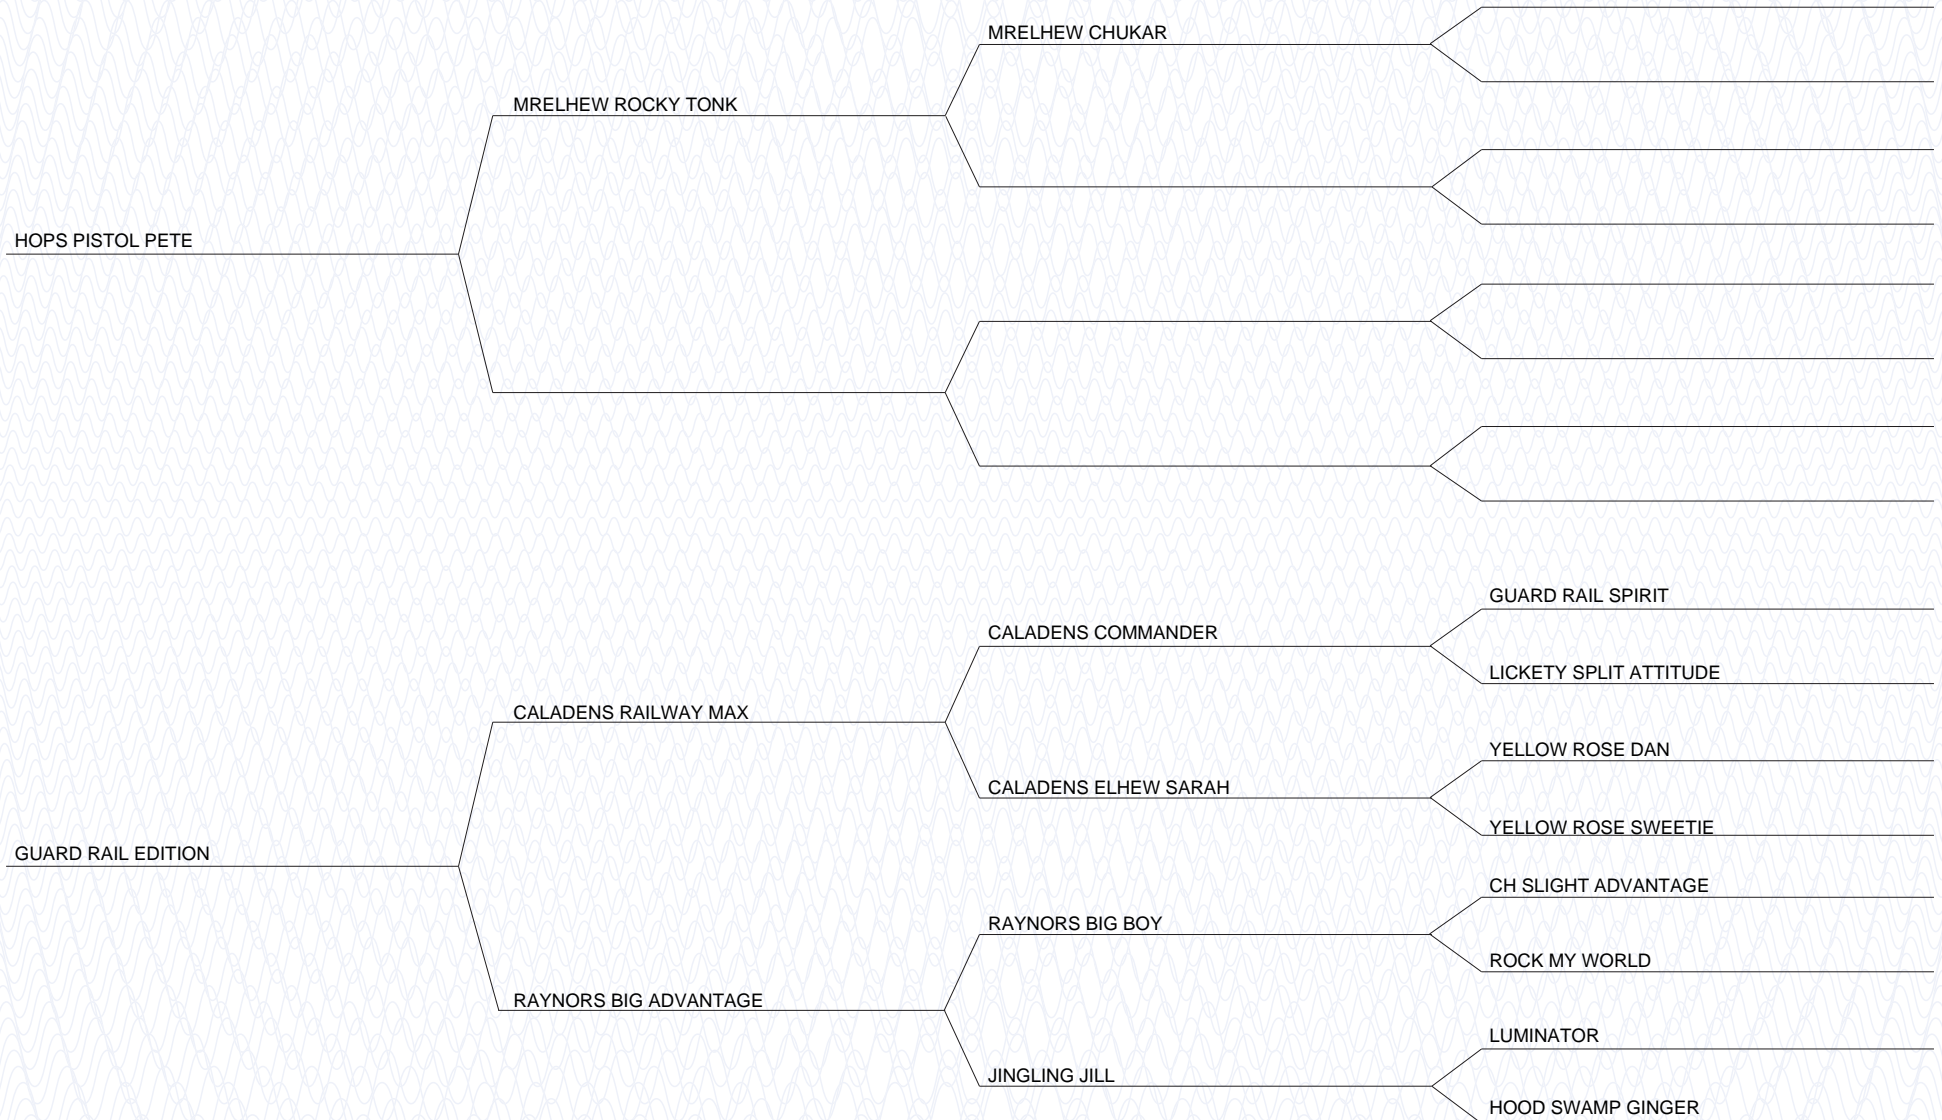 MRELHEW CHUKAR
MRELHEW ROCKY TONK
HOPS PISTOL PETE
GUARD RAIL SPIRIT
CALADENS COMMANDER
LICKETY SPLIT ATTITUDE
CALADENS RAILWAY MAX
YELLOW ROSE DAN
CALADENS ELHEW SARAH
YELLOW ROSE SWEETIE
GUARD RAIL EDITION
CH SLIGHT ADVANTAGE
RAYNORS BIG BOY
ROCK MY WORLD
RAYNORS BIG ADVANTAGE
LUMINATOR
JINGLING JILL
HOOD SWAMP GINGER